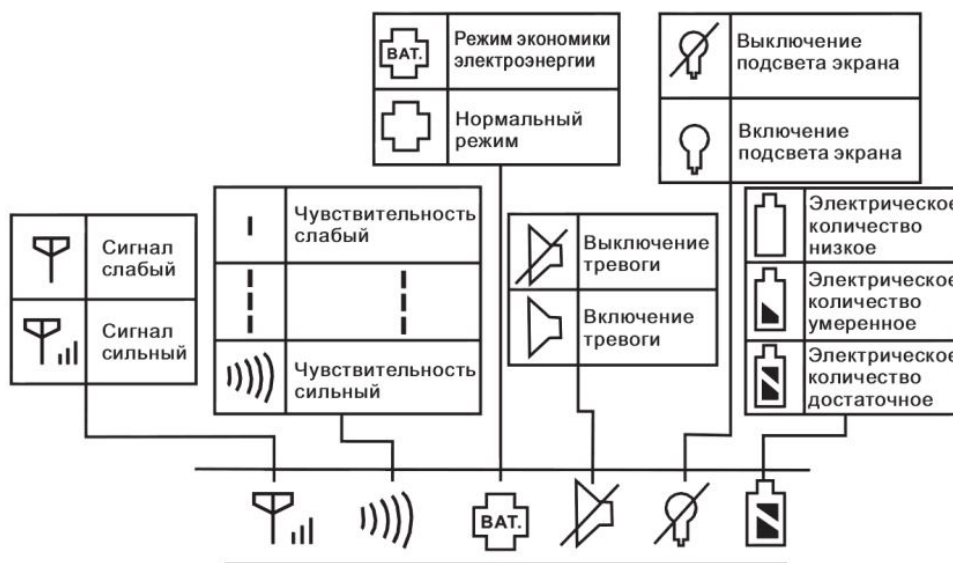 BAT.
Режим экономики
электроэнергии
Нормальный
режим
Выключение
подсвета экрана
Включение
подсвета экрана
Сигнал
слабый
Сигнал
сильный
Чувствительность
слабый
Чувствительность
сильный
Выключение
тревоги
Включение
тревоги
Электрическое
количество
низкое
Электрическое
количество
умеренное
Электрическое
количество
достаточное
BAT.